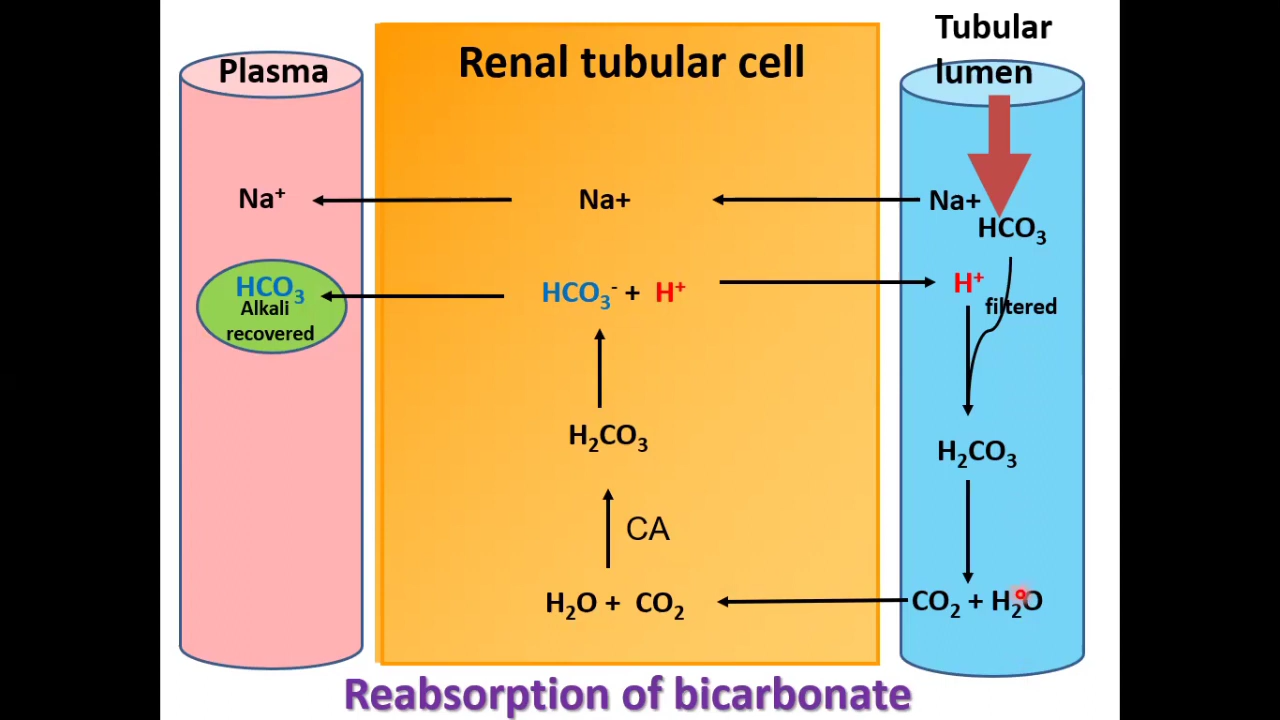 Tubular
lumen
Plasma
Renal tubular cell
Na⁺
Na+
Na+
HCO₃
HCO₃
Alkali
recovered
HCO₃⁻ + H⁺
H⁺
filtered
H₂CO₃
H₂CO₃
CA
H₂O + CO₂
CO₂ + H₂O
Reabsorption of bicarbonate